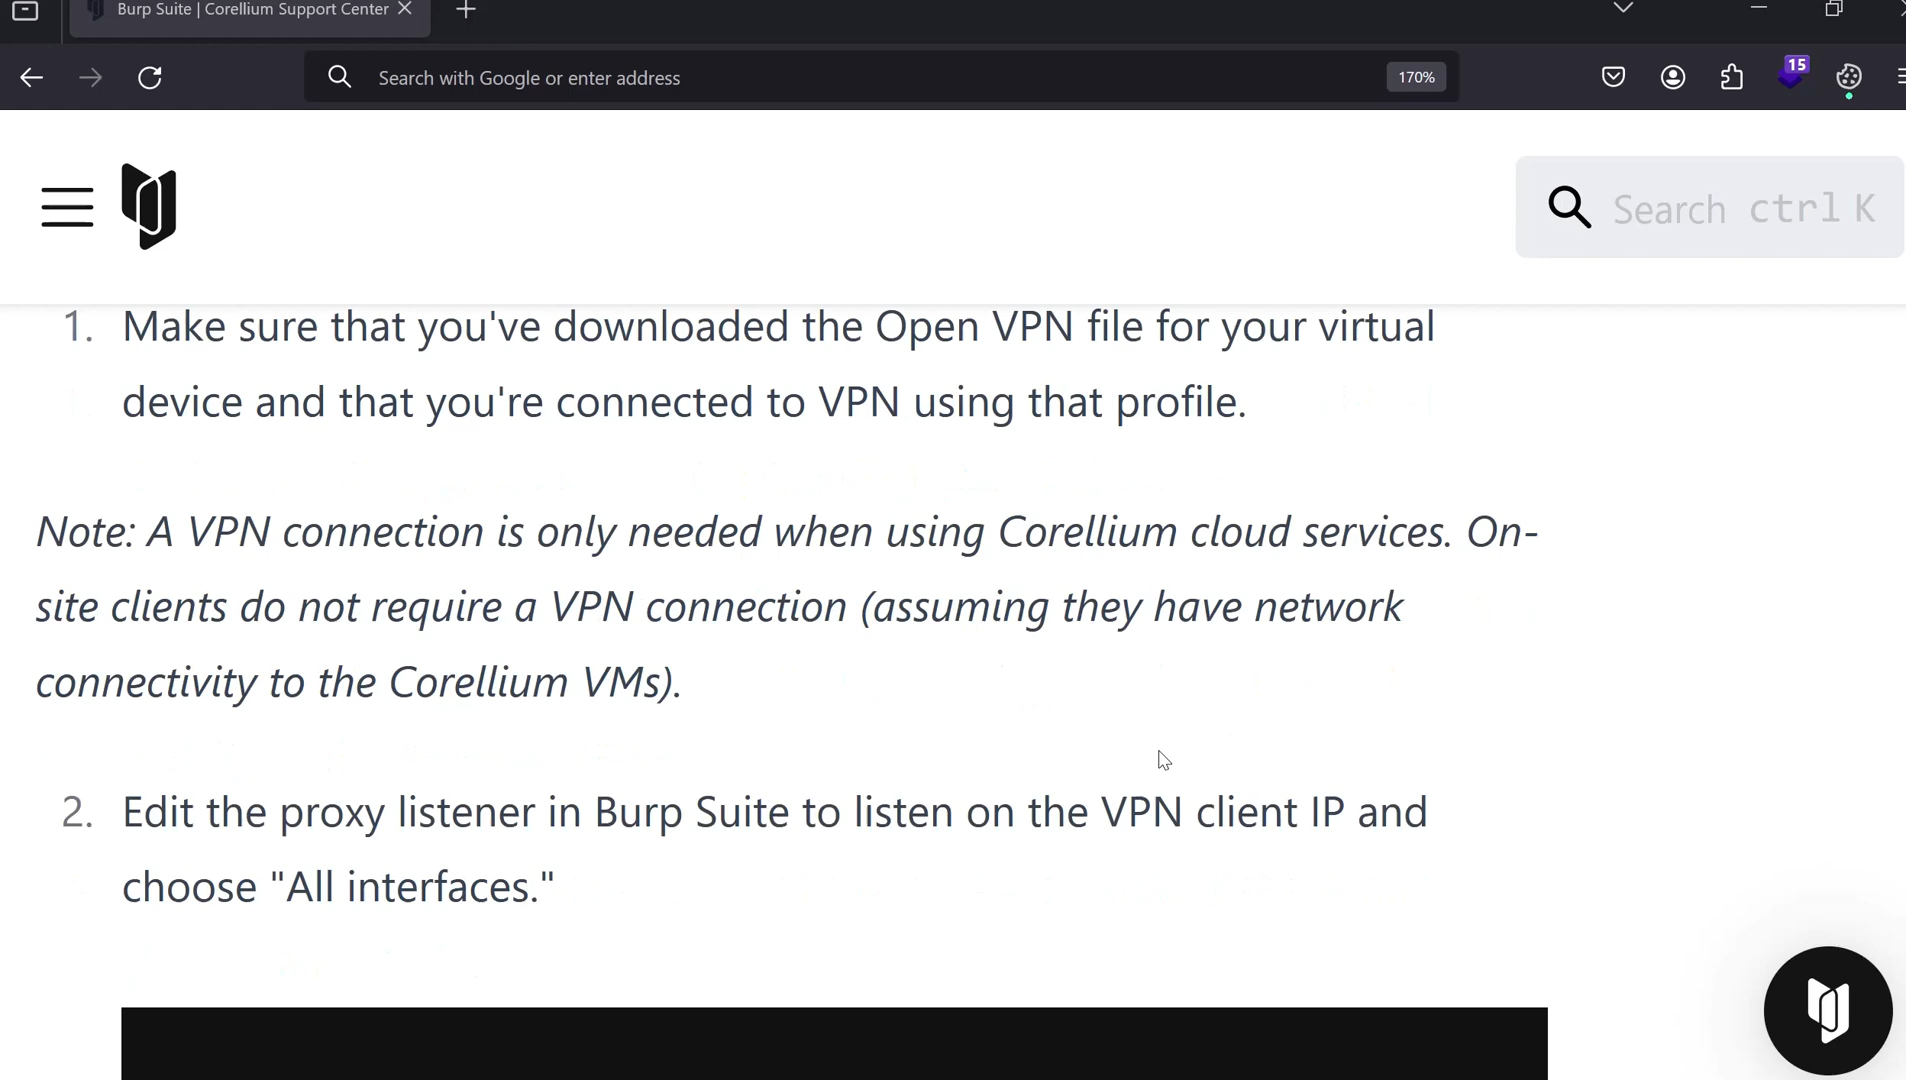 Burp Suite | Corellium Support Center
Search with Google or enter address
170%
15
Search ctrl K
1. Make sure that you've downloaded the Open VPN file for your virtual
device and that you're connected to VPN using that profile.
Note: A VPN connection is only needed when using Corellium cloud services. On-
site clients do not require a VPN connection (assuming they have network
connectivity to the Corellium VMs).
2. Edit the proxy listener in Burp Suite to listen on the VPN client IP and
choose "All interfaces."